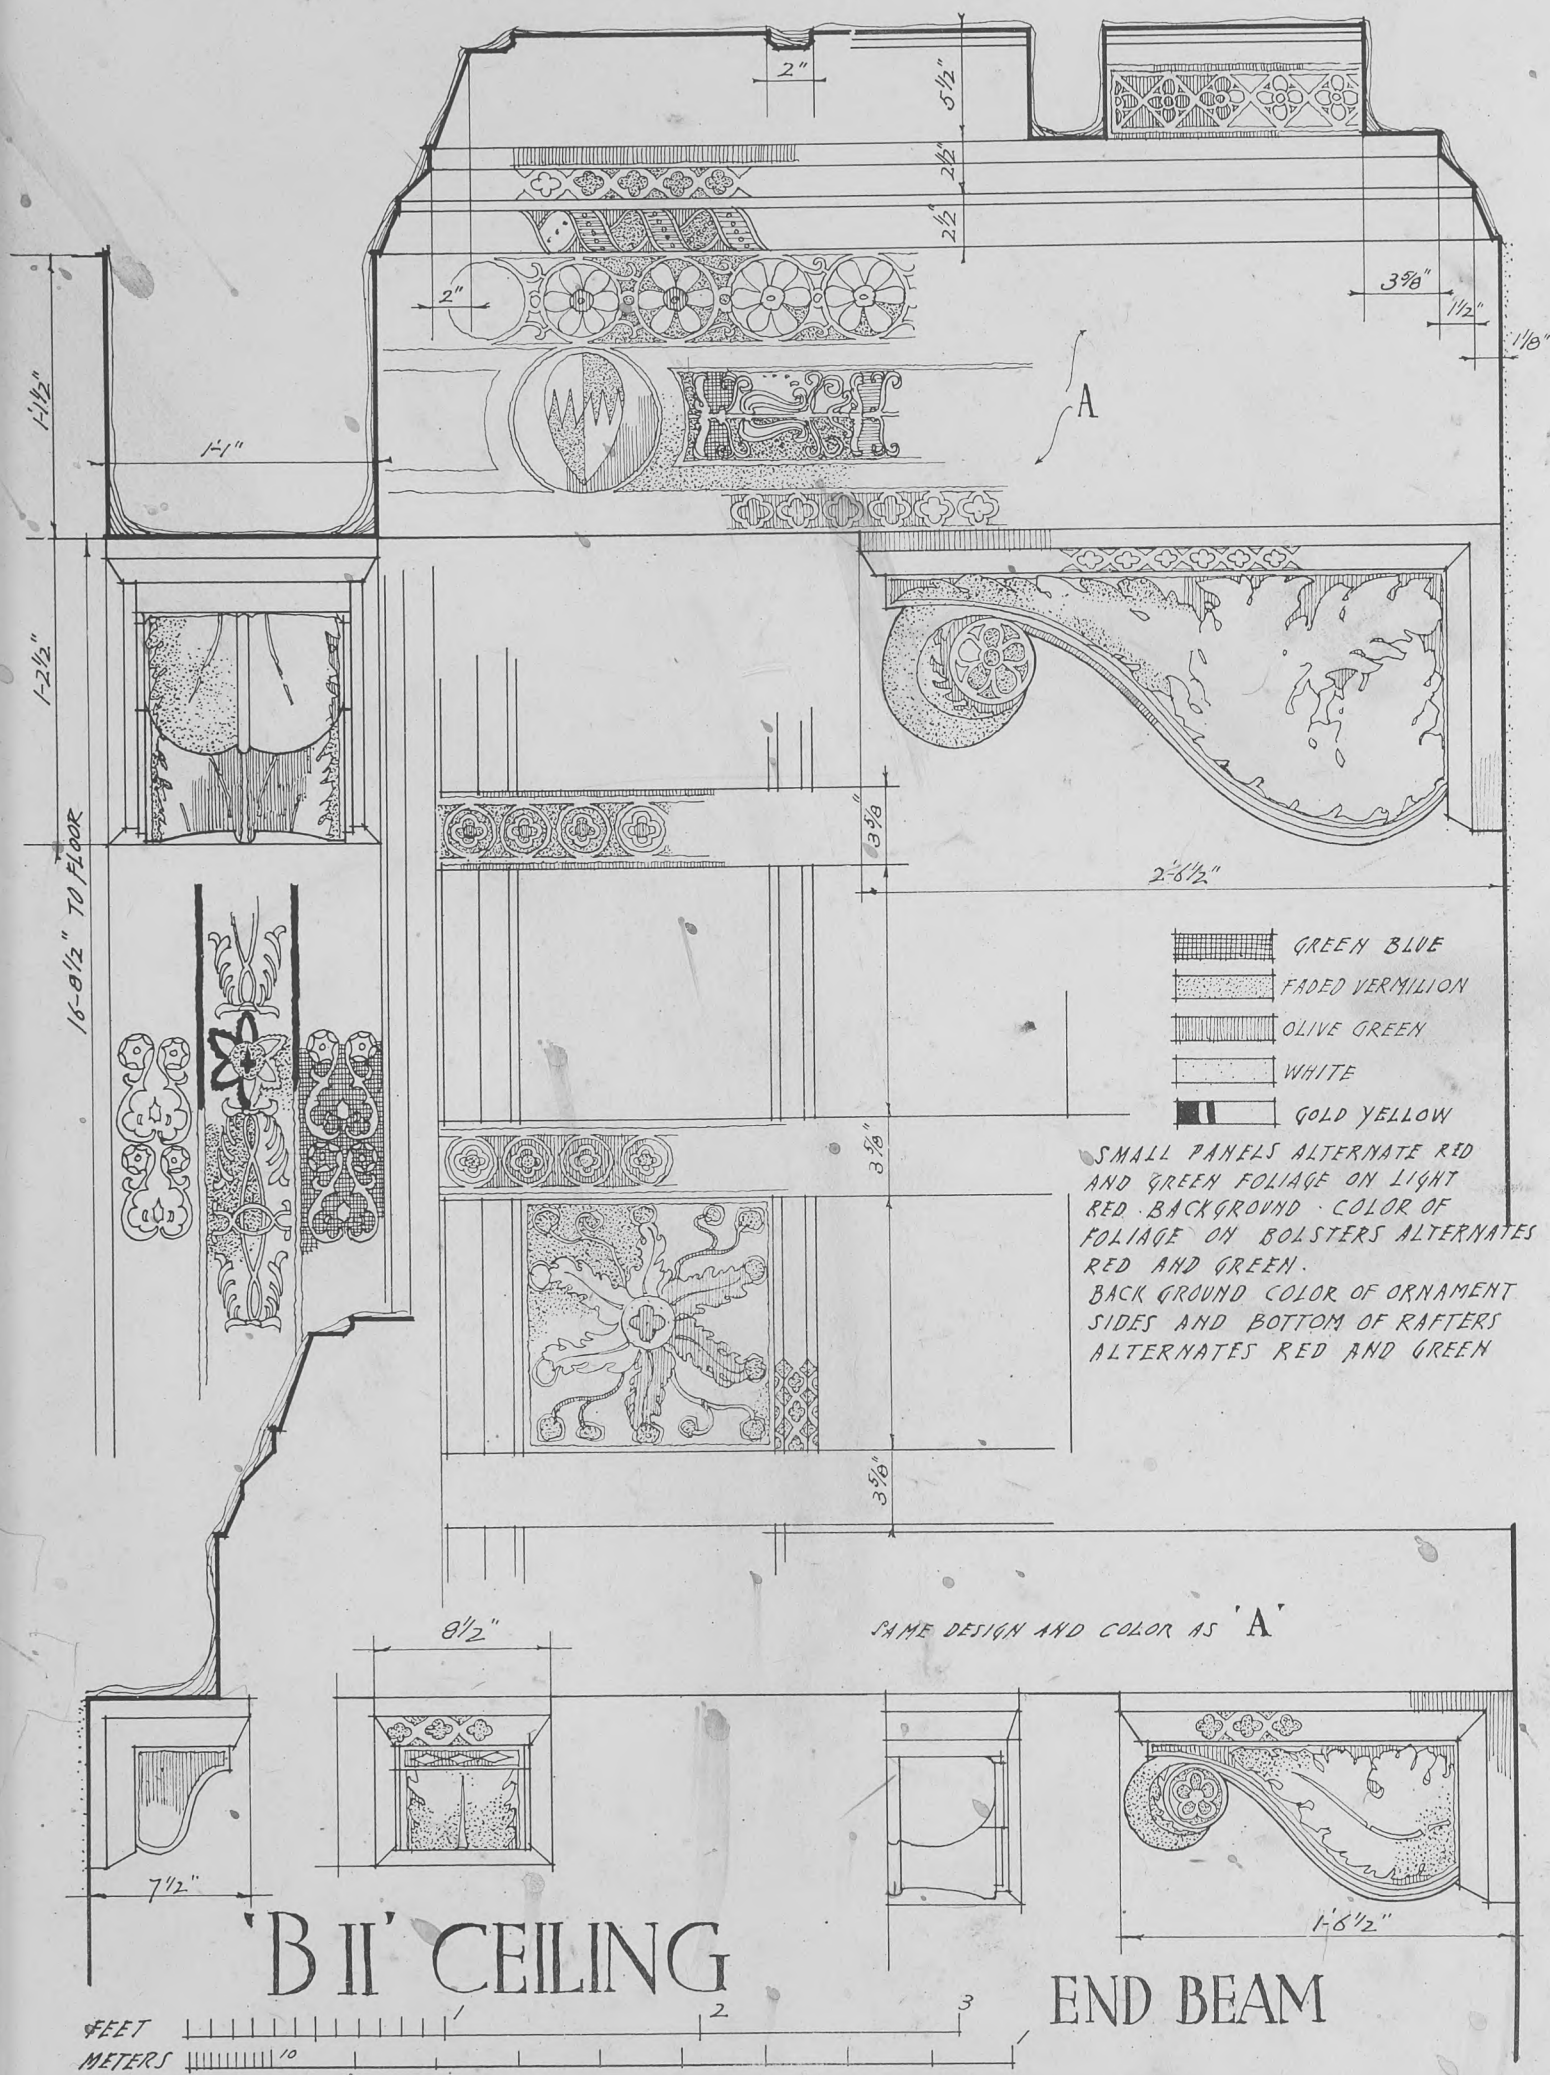 2"
5½"
2½"
2½"
2"
3⅝"
1½"
1⅛"
1'-1½"
1'-1"
A
1'-2½"
16'-8½" TO FLOOR
3⅝"
2'-6½"
GREEN BLUE
FADED VERMILION
OLIVE GREEN
WHITE
GOLD YELLOW
3⅝"
SMALL PANELS ALTERNATE RED
AND GREEN FOLIAGE ON LIGHT
RED · BACKGROUND · COLOR OF
FOLIAGE ON BOLSTERS ALTERNATES
RED AND GREEN.
BACK GROUND COLOR OF ORNAMENT
SIDES AND BOTTOM OF RAFTERS
ALTERNATES RED AND GREEN
3⅝"
8½"
SAME DESIGN AND COLOR AS 'A'
7½"
1'-6½"
'B II' CEILING
END BEAM
FEET 1 2 3
METERS 10 1